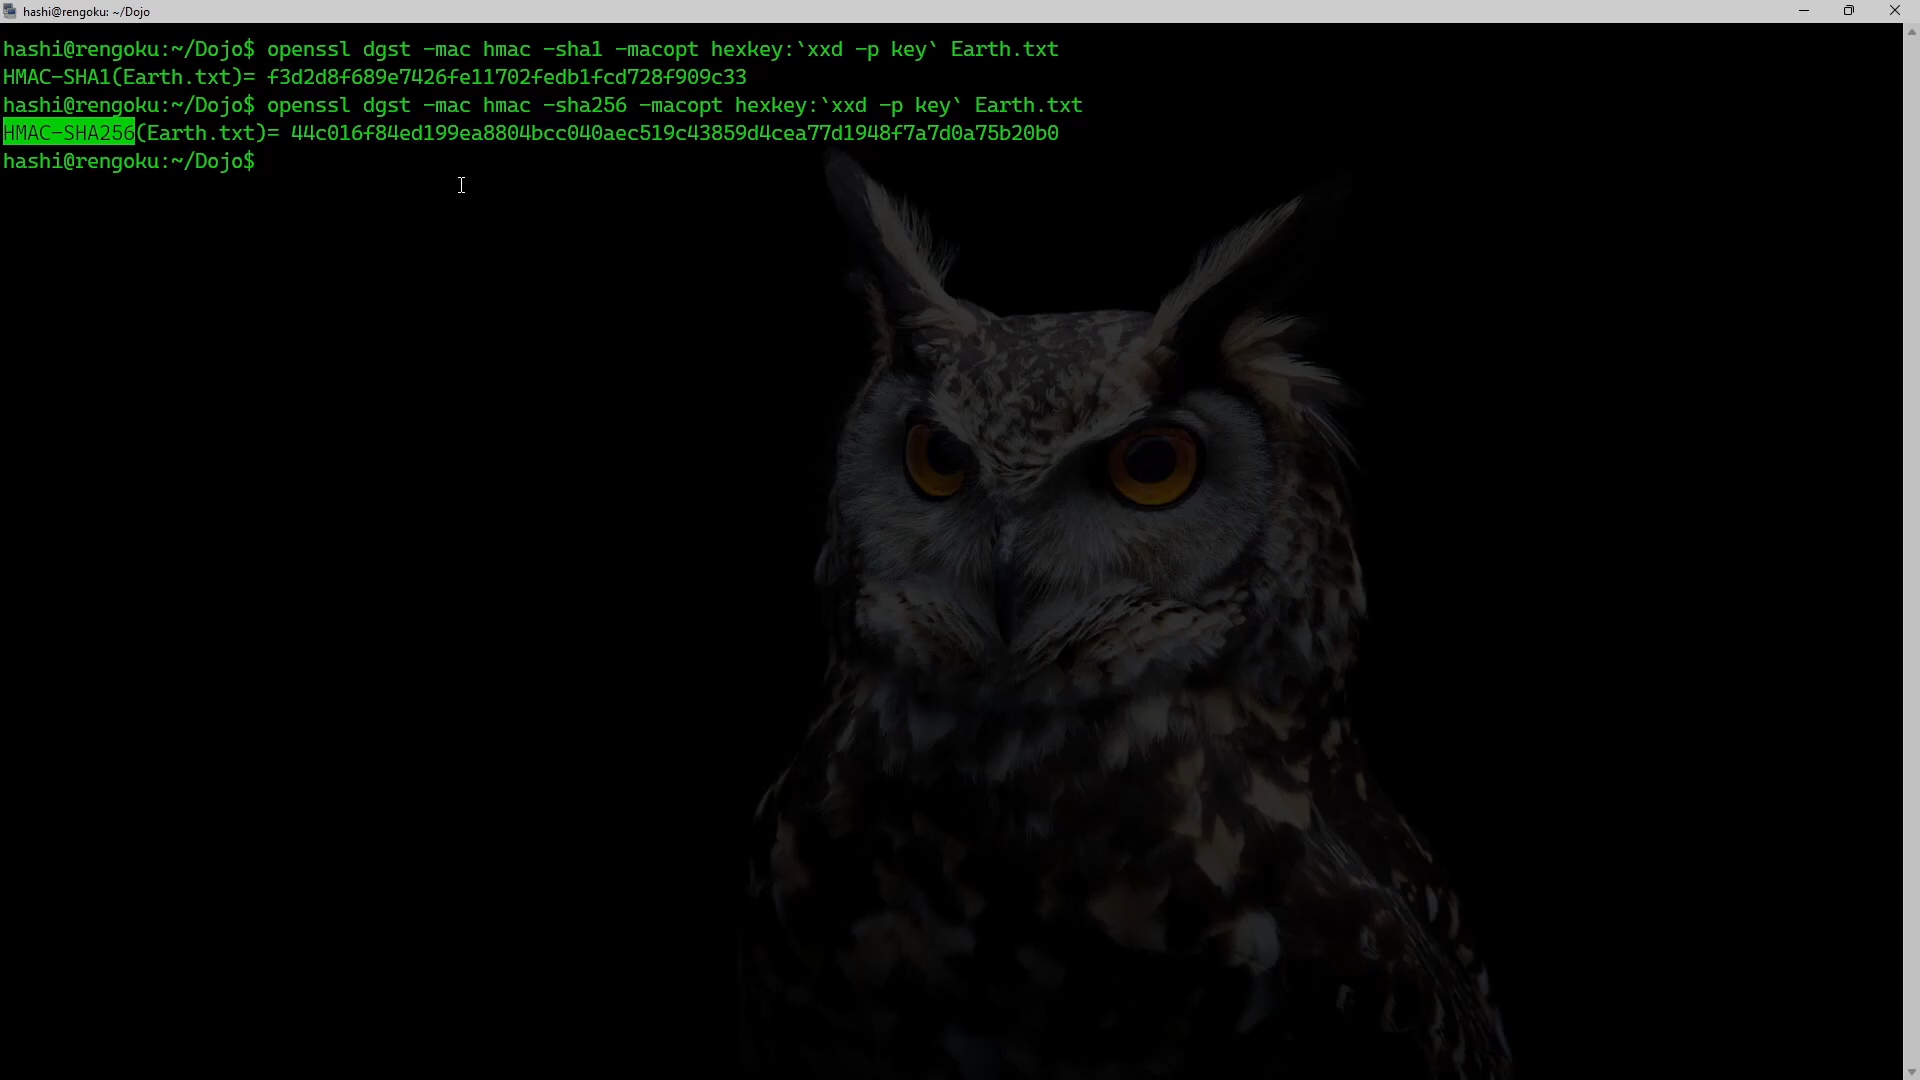 hashi@rengoku: ~/Dojo
hashi@rengoku:~/Dojo$ openssl dgst -mac hmac -sha1 -macopt hexkey:`xxd -p key` Earth.txt
HMAC-SHA1(Earth.txt)= f3d2d8f689e7426fe11702fedb1fcd728f909c33
hashi@rengoku:~/Dojo$ openssl dgst -mac hmac -sha256 -macopt hexkey:`xxd -p key` Earth.txt
HMAC-SHA256(Earth.txt)= 44c016f84ed199ea8804bcc040aec519c43859d4cea77d1948f7a7d0a75b20b0
hashi@rengoku:~/Dojo$